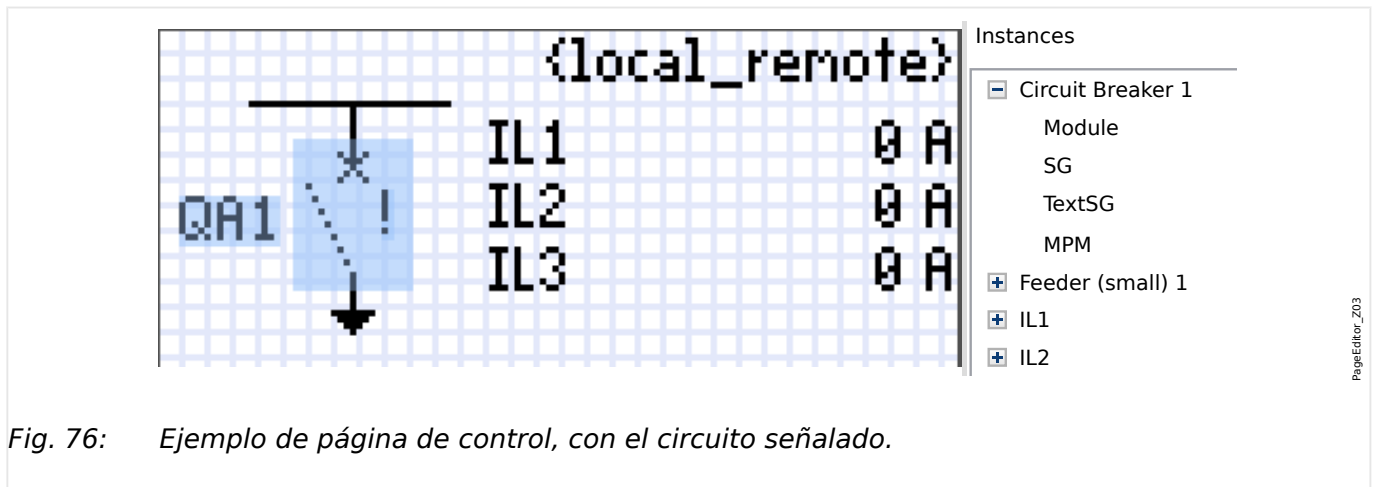 {local_remote}
QA1
IL1 0 A
IL2 0 A
IL3 0 A
Instances
Circuit Breaker 1
Module
SG
TextSG
MPM
Feeder (small) 1
IL1
IL2
PageEditor_Z03
Fig. 76: Ejemplo de página de control, con el circuito señalado.